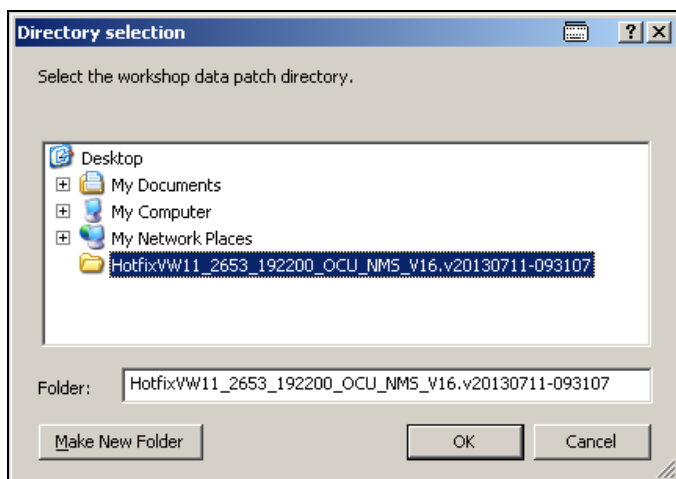 Directory selection
Select the workshop data patch directory.
Desktop
My Documents
My Computer
My Network Places
HotfixVW11_2653_192200_OCU_NMS_V16.v20130711-093107
Folder: HotfixVW11_2653_192200_OCU_NMS_V16.v20130711-093107
Make New Folder OK Cancel